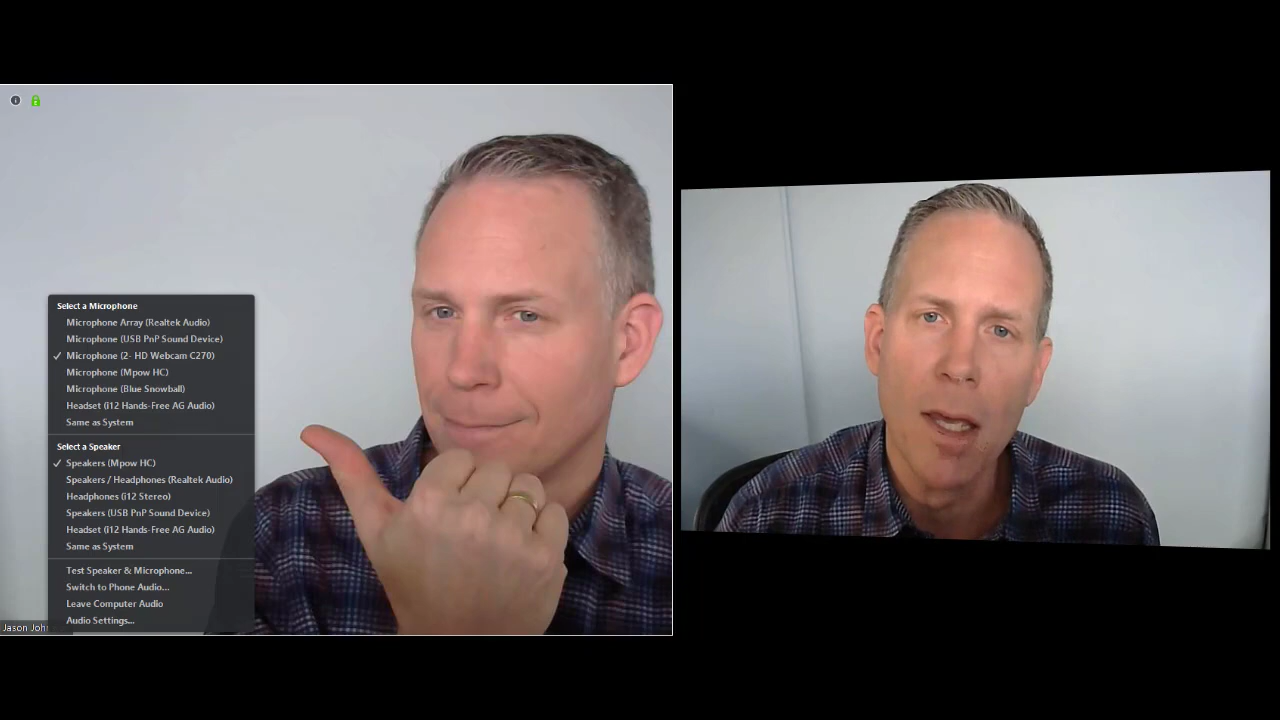 Select a Microphone
Microphone Array (Realtek Audio)
Microphone (USB PnP Sound Device)
✓ Microphone (2- HD Webcam C270)
Microphone (Mpow HC)
Microphone (Blue Snowball)
Headset (i12 Hands-Free AG Audio)
Same as System
Select a Speaker
✓ Speakers (Mpow HC)
Speakers / Headphones (Realtek Audio)
Headphones (i12 Stereo)
Speakers (USB PnP Sound Device)
Headset (i12 Hands-Free AG Audio)
Same as System
Test Speaker & Microphone...
Switch to Phone Audio...
Leave Computer Audio
Audio Settings...
Jason